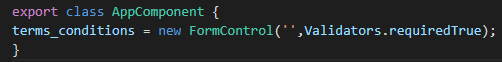 export class AppComponent {
terms_conditions = new FormControl('',Validators.requiredTrue);
}